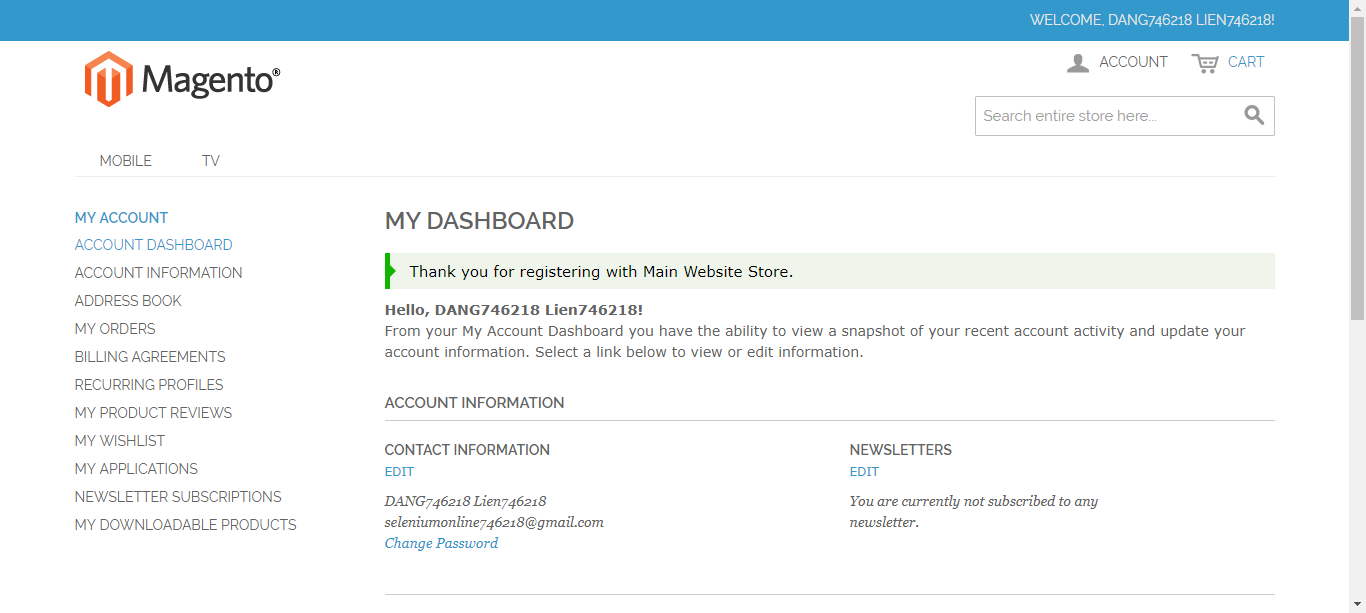 WELCOME, DANG746218 LIEN746218!
Magento®
ACCOUNT
CART
Search entire store here...
MOBILE
TV
MY ACCOUNT
ACCOUNT DASHBOARD
ACCOUNT INFORMATION
ADDRESS BOOK
MY ORDERS
BILLING AGREEMENTS
RECURRING PROFILES
MY PRODUCT REVIEWS
MY WISHLIST
MY APPLICATIONS
NEWSLETTER SUBSCRIPTIONS
MY DOWNLOADABLE PRODUCTS
MY DASHBOARD
Thank you for registering with Main Website Store.
Hello, DANG746218 Lien746218!
From your My Account Dashboard you have the ability to view a snapshot of your recent account activity and update your
account information. Select a link below to view or edit information.
ACCOUNT INFORMATION
CONTACT INFORMATION
EDIT
DANG746218 Lien746218
seleniumonline746218@gmail.com
Change Password
NEWSLETTERS
EDIT
You are currently not subscribed to any
newsletter.